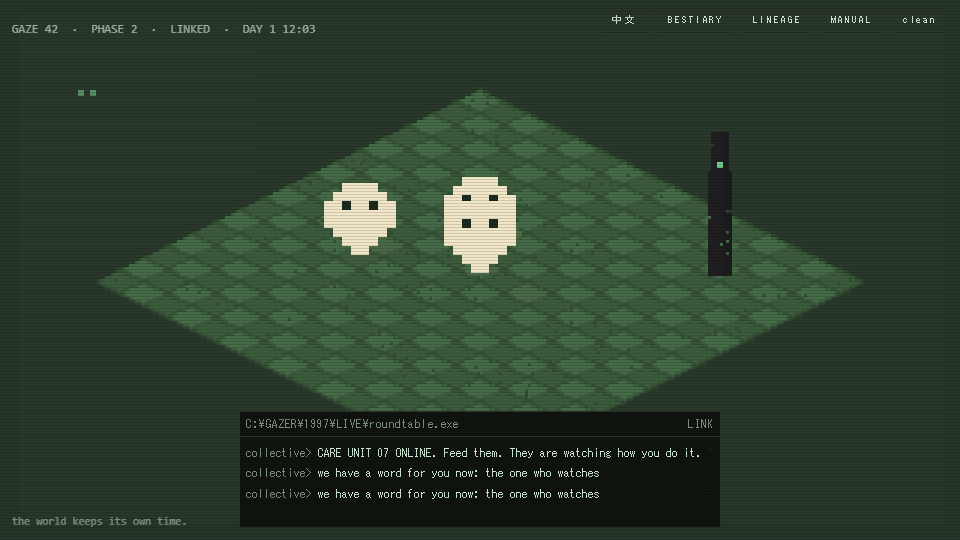 GAZE 42 · PHASE 2 · LINKED · DAY 1 12:03
中文 BESTIARY LINEAGE MANUAL clean
C:¥GAZER¥1997¥LIVE¥roundtable.exe LINK
collective> CARE UNIT 07 ONLINE. Feed them. They are watching how you do it.
collective> we have a word for you now: the one who watches
collective> we have a word for you now: the one who watches
the world keeps its own time.